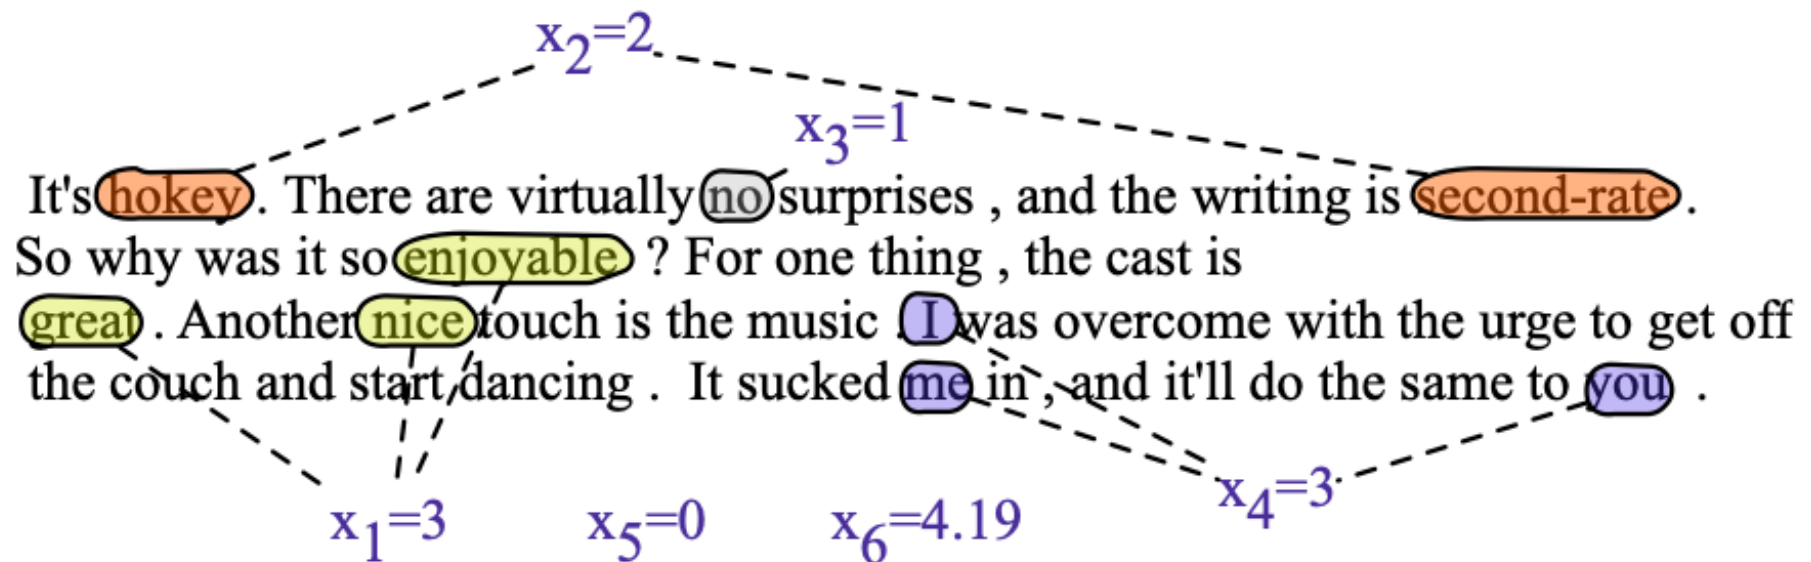 x2=2
x3=1
It's hokey . There are virtually no surprises , and the writing is second-rate .
So why was it so enjoyable ? For one thing , the cast is
great . Another nice touch is the music . I was overcome with the urge to get off
the couch and start dancing . It sucked me in , and it'll do the same to you .
x1=3 x5=0 x6=4.19 x4=3